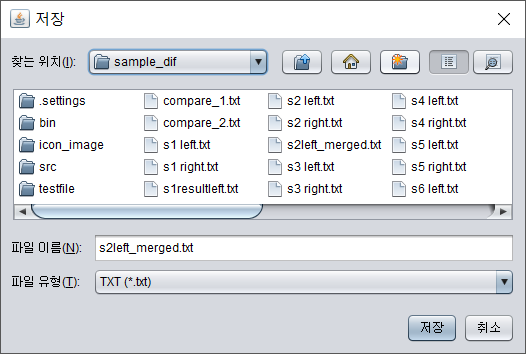 저장
찾는 위치(I): sample_dif
.settings compare_1.txt s2 left.txt s4 left.txt
bin compare_2.txt s2 right.txt s4 right.txt
icon_image s1 left.txt s2left_merged.txt s5 left.txt
src s1 right.txt s3 left.txt s5 right.txt
testfile s1resultleft.txt s3 right.txt s6 left.txt
파일 이름(N): s2left_merged.txt
파일 유형(T): TXT (*.txt)
저장 취소